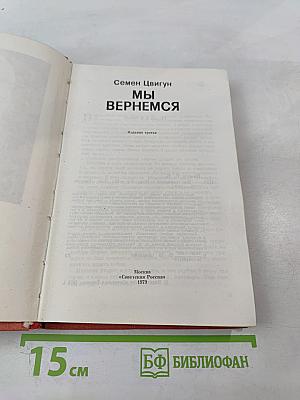 Семен Цвигун
МЫ
ВЕРНЕМСЯ
Издание третье
Москва
«Советская Россия»
1979
15 см
БФ БИБЛИОФАН